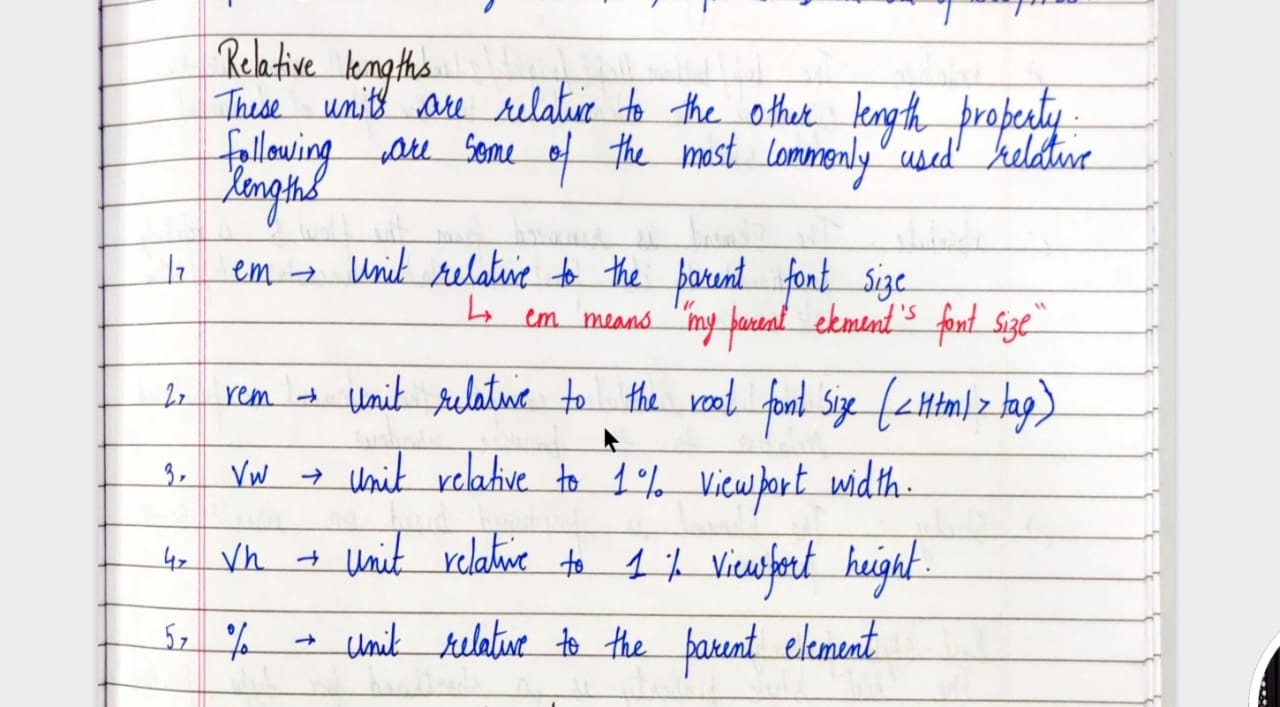 Relative lengths
These units are relative to the other length property.
following are some of the most commonly used relative
lengths
1> em → Unit relative to the parent font size
↳ em means "my parent element's font size"
2> rem → unit relative to the root font size (<Html> tag)
3. Vw → Unit relative to 1% viewport width.
4> Vh → Unit relative to 1% viewport height.
5> % → Unit relative to the parent element